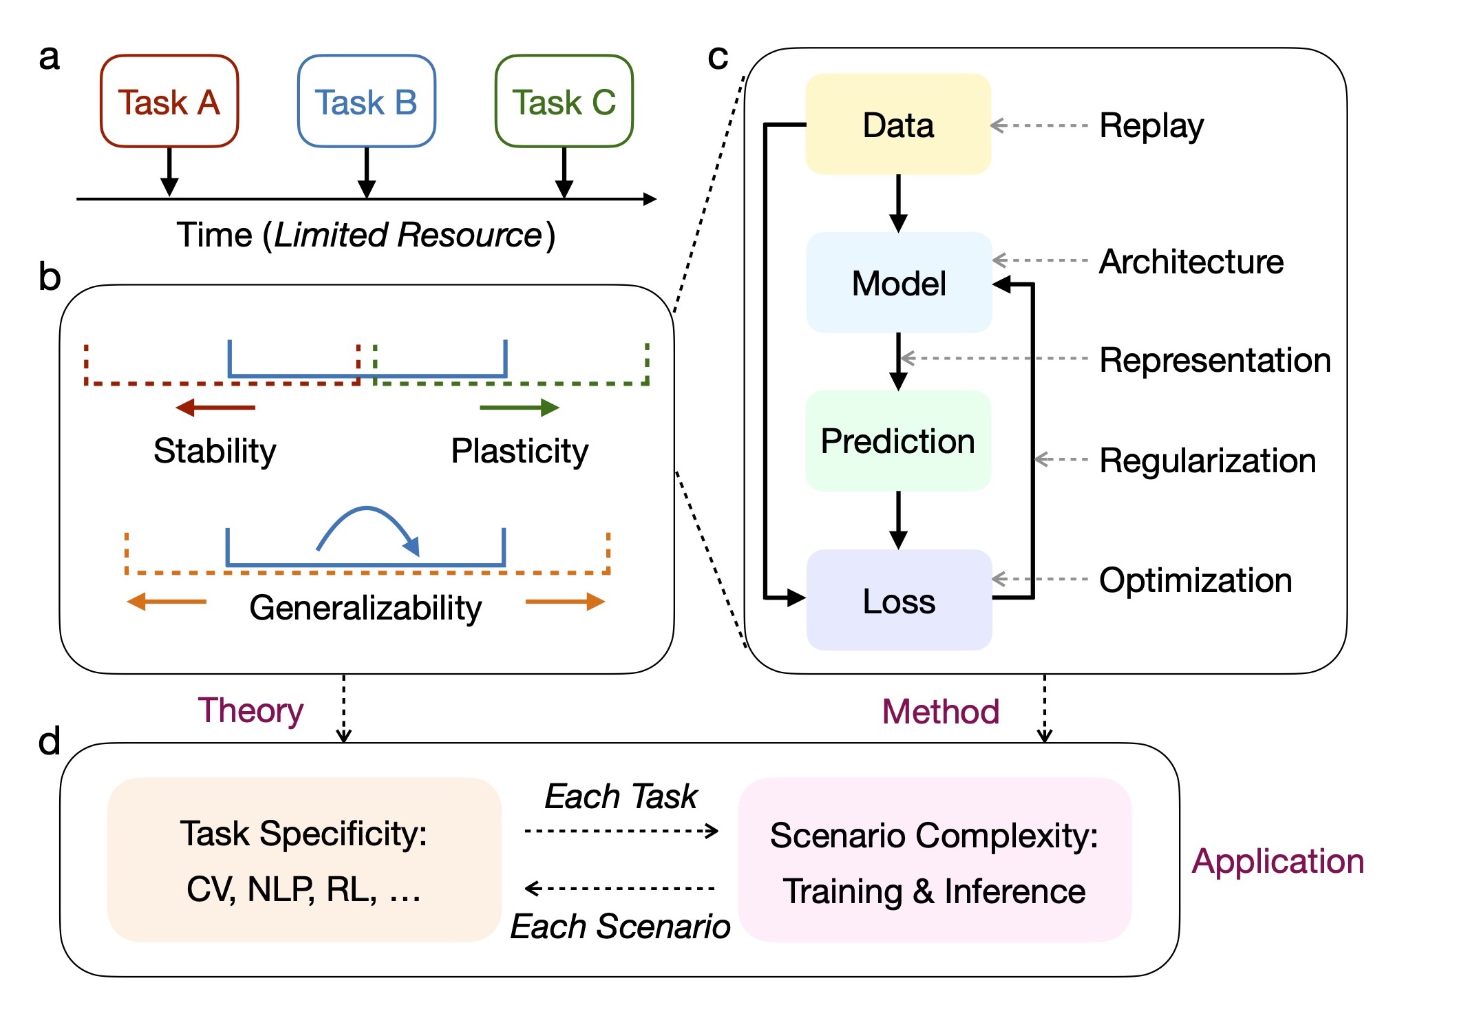 a
Task A
Task B
Task C
Time (Limited Resource)
b
Stability
Plasticity
Generalizability
c
Data
Replay
Model
Architecture
Representation
Prediction
Regularization
Loss
Optimization
Theory
Method
d
Task Specificity:
CV, NLP, RL, …
Each Task
Each Scenario
Scenario Complexity:
Training & Inference
Application